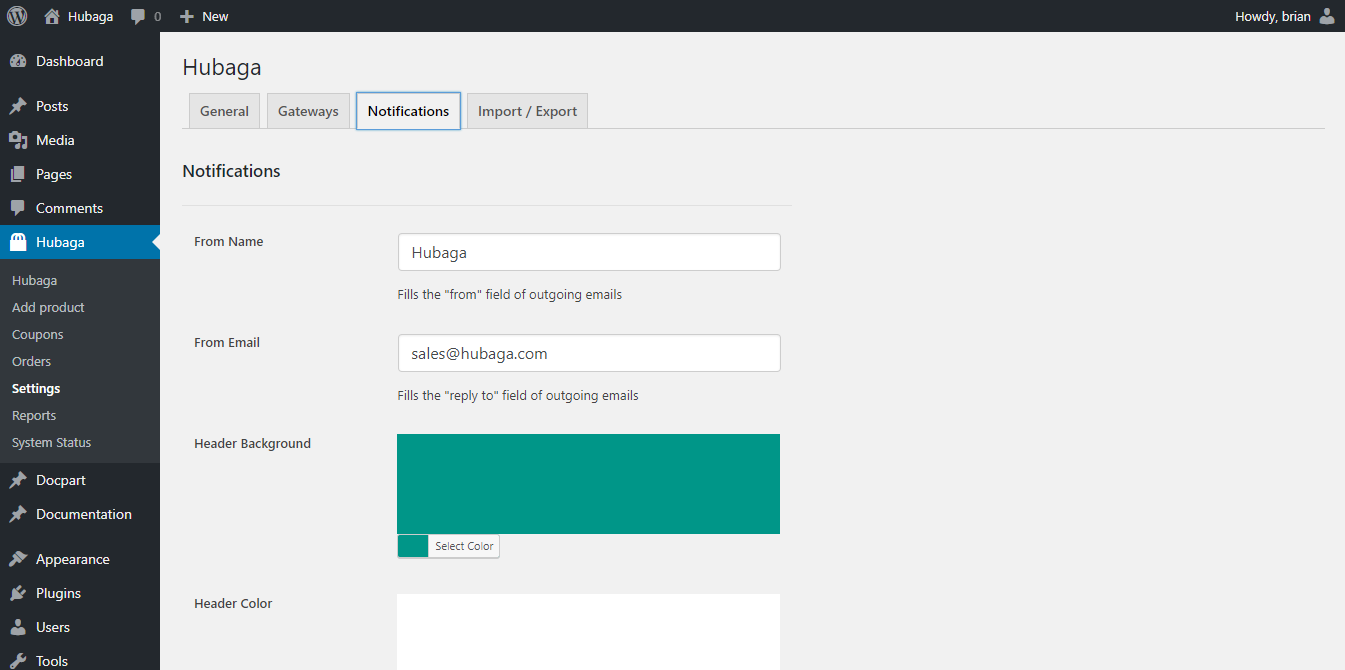 Hubaga 0 New Howdy, brian
Dashboard
Posts
Media
Pages
Comments
Hubaga
Hubaga
Add product
Coupons
Orders
Settings
Reports
System Status
Docpart
Documentation
Appearance
Plugins
Users
Tools
Hubaga
General Gateways Notifications Import / Export
Notifications
From Name
Hubaga
Fills the "from" field of outgoing emails
From Email
sales@hubaga.com
Fills the "reply to" field of outgoing emails
Header Background
Select Color
Header Color